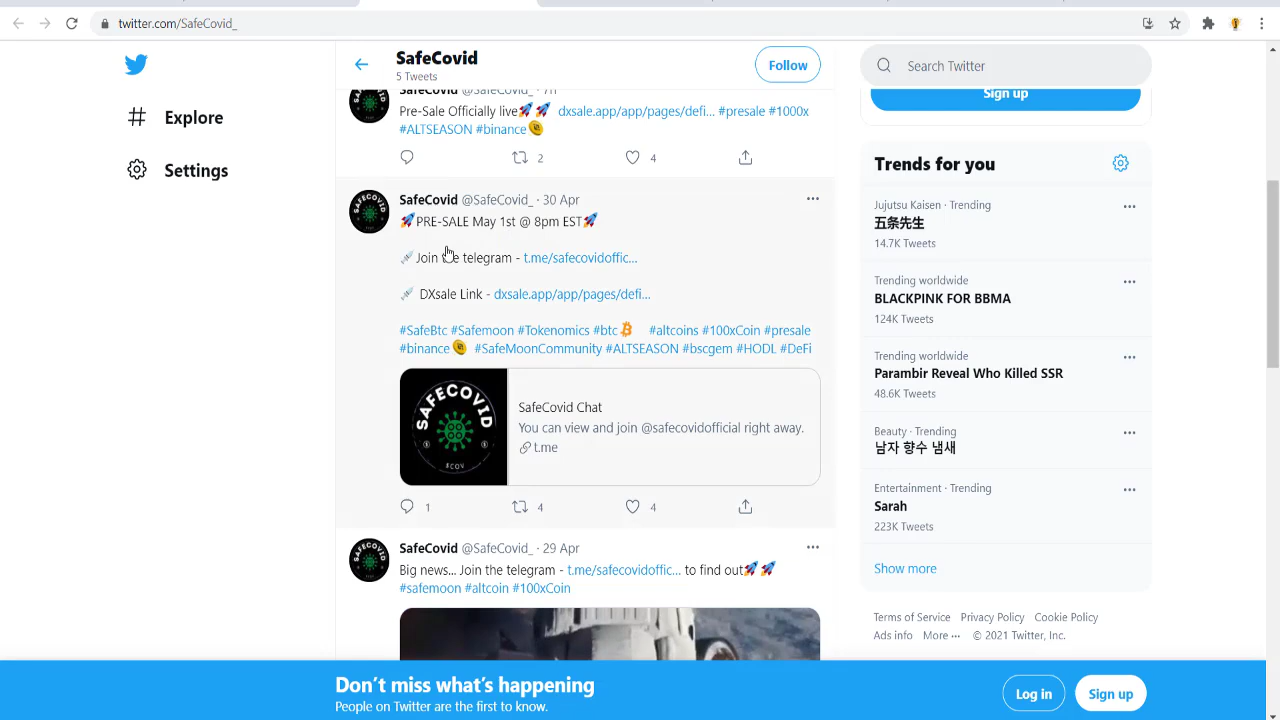 twitter.com/SafeCovid_
Explore
Settings
SafeCovid
5 Tweets
Follow
SafeCovid @SafeCovid_ · 7h
Pre-Sale Officially live🚀🚀 dxsale.app/app/pages/defi... #presale #1000x
#ALTSEASON #binance
2 4
SafeCovid @SafeCovid_ · 30 Apr
🚀PRE-SALE May 1st @ 8pm EST🚀
💉Join the telegram - t.me/safecovidoffic...
💉 DXsale Link - dxsale.app/app/pages/defi...
#SafeBtc #Safemoon #Tokenomics #btc #altcoins #100xCoin #presale
#binance #SafeMoonCommunity #ALTSEASON #bscgem #HODL #DeFi
SAFECOVID
$COV
SafeCovid Chat
You can view and join @safecovidofficial right away.
t.me
1 4 4
SafeCovid @SafeCovid_ · 29 Apr
Big news... Join the telegram - t.me/safecovidoffic... to find out🚀🚀
#safemoon #altcoin #100xCoin
Search Twitter
Sign up
Trends for you
Jujutsu Kaisen · Trending
五条先生
14.7K Tweets
Trending worldwide
BLACKPINK FOR BBMA
124K Tweets
Trending worldwide
Parambir Reveal Who Killed SSR
48.6K Tweets
Beauty · Trending
남자 향수 냄새
Entertainment · Trending
Sarah
223K Tweets
Show more
Terms of Service Privacy Policy Cookie Policy
Ads info More ··· © 2021 Twitter, Inc.
Don't miss what's happening
People on Twitter are the first to know.
Log in
Sign up